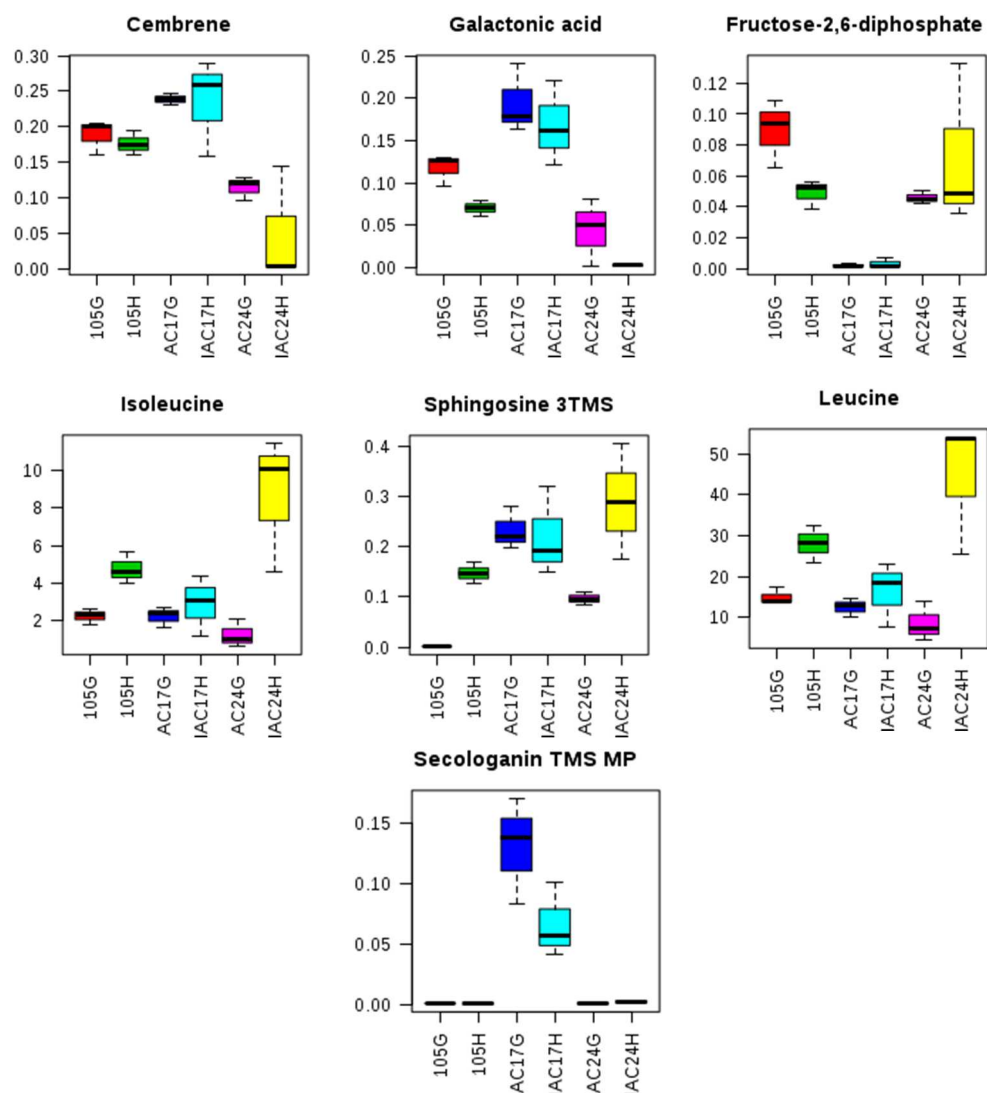 Cembrene
0.30
0.25
0.20
0.15
0.10
0.05
0.00
105G
105H
AC17G
IAC17H
AC24G
IAC24H
Galactonic acid
0.25
0.20
0.15
0.10
0.05
0.00
105G
105H
AC17G
IAC17H
AC24G
IAC24H
Fructose-2,6-diphosphate
0.12
0.10
0.08
0.06
0.04
0.02
0.00
105G
105H
AC17G
IAC17H
AC24G
IAC24H
Isoleucine
10
8
6
4
2
105G
105H
AC17G
IAC17H
AC24G
IAC24H
Sphingosine 3TMS
0.4
0.3
0.2
0.1
0.0
105G
105H
AC17G
IAC17H
AC24G
IAC24H
Leucine
50
40
30
20
10
105G
105H
AC17G
IAC17H
AC24G
IAC24H
Secologanin TMS MP
0.15
0.10
0.05
0.00
105G
105H
AC17G
IAC17H
AC24G
IAC24H